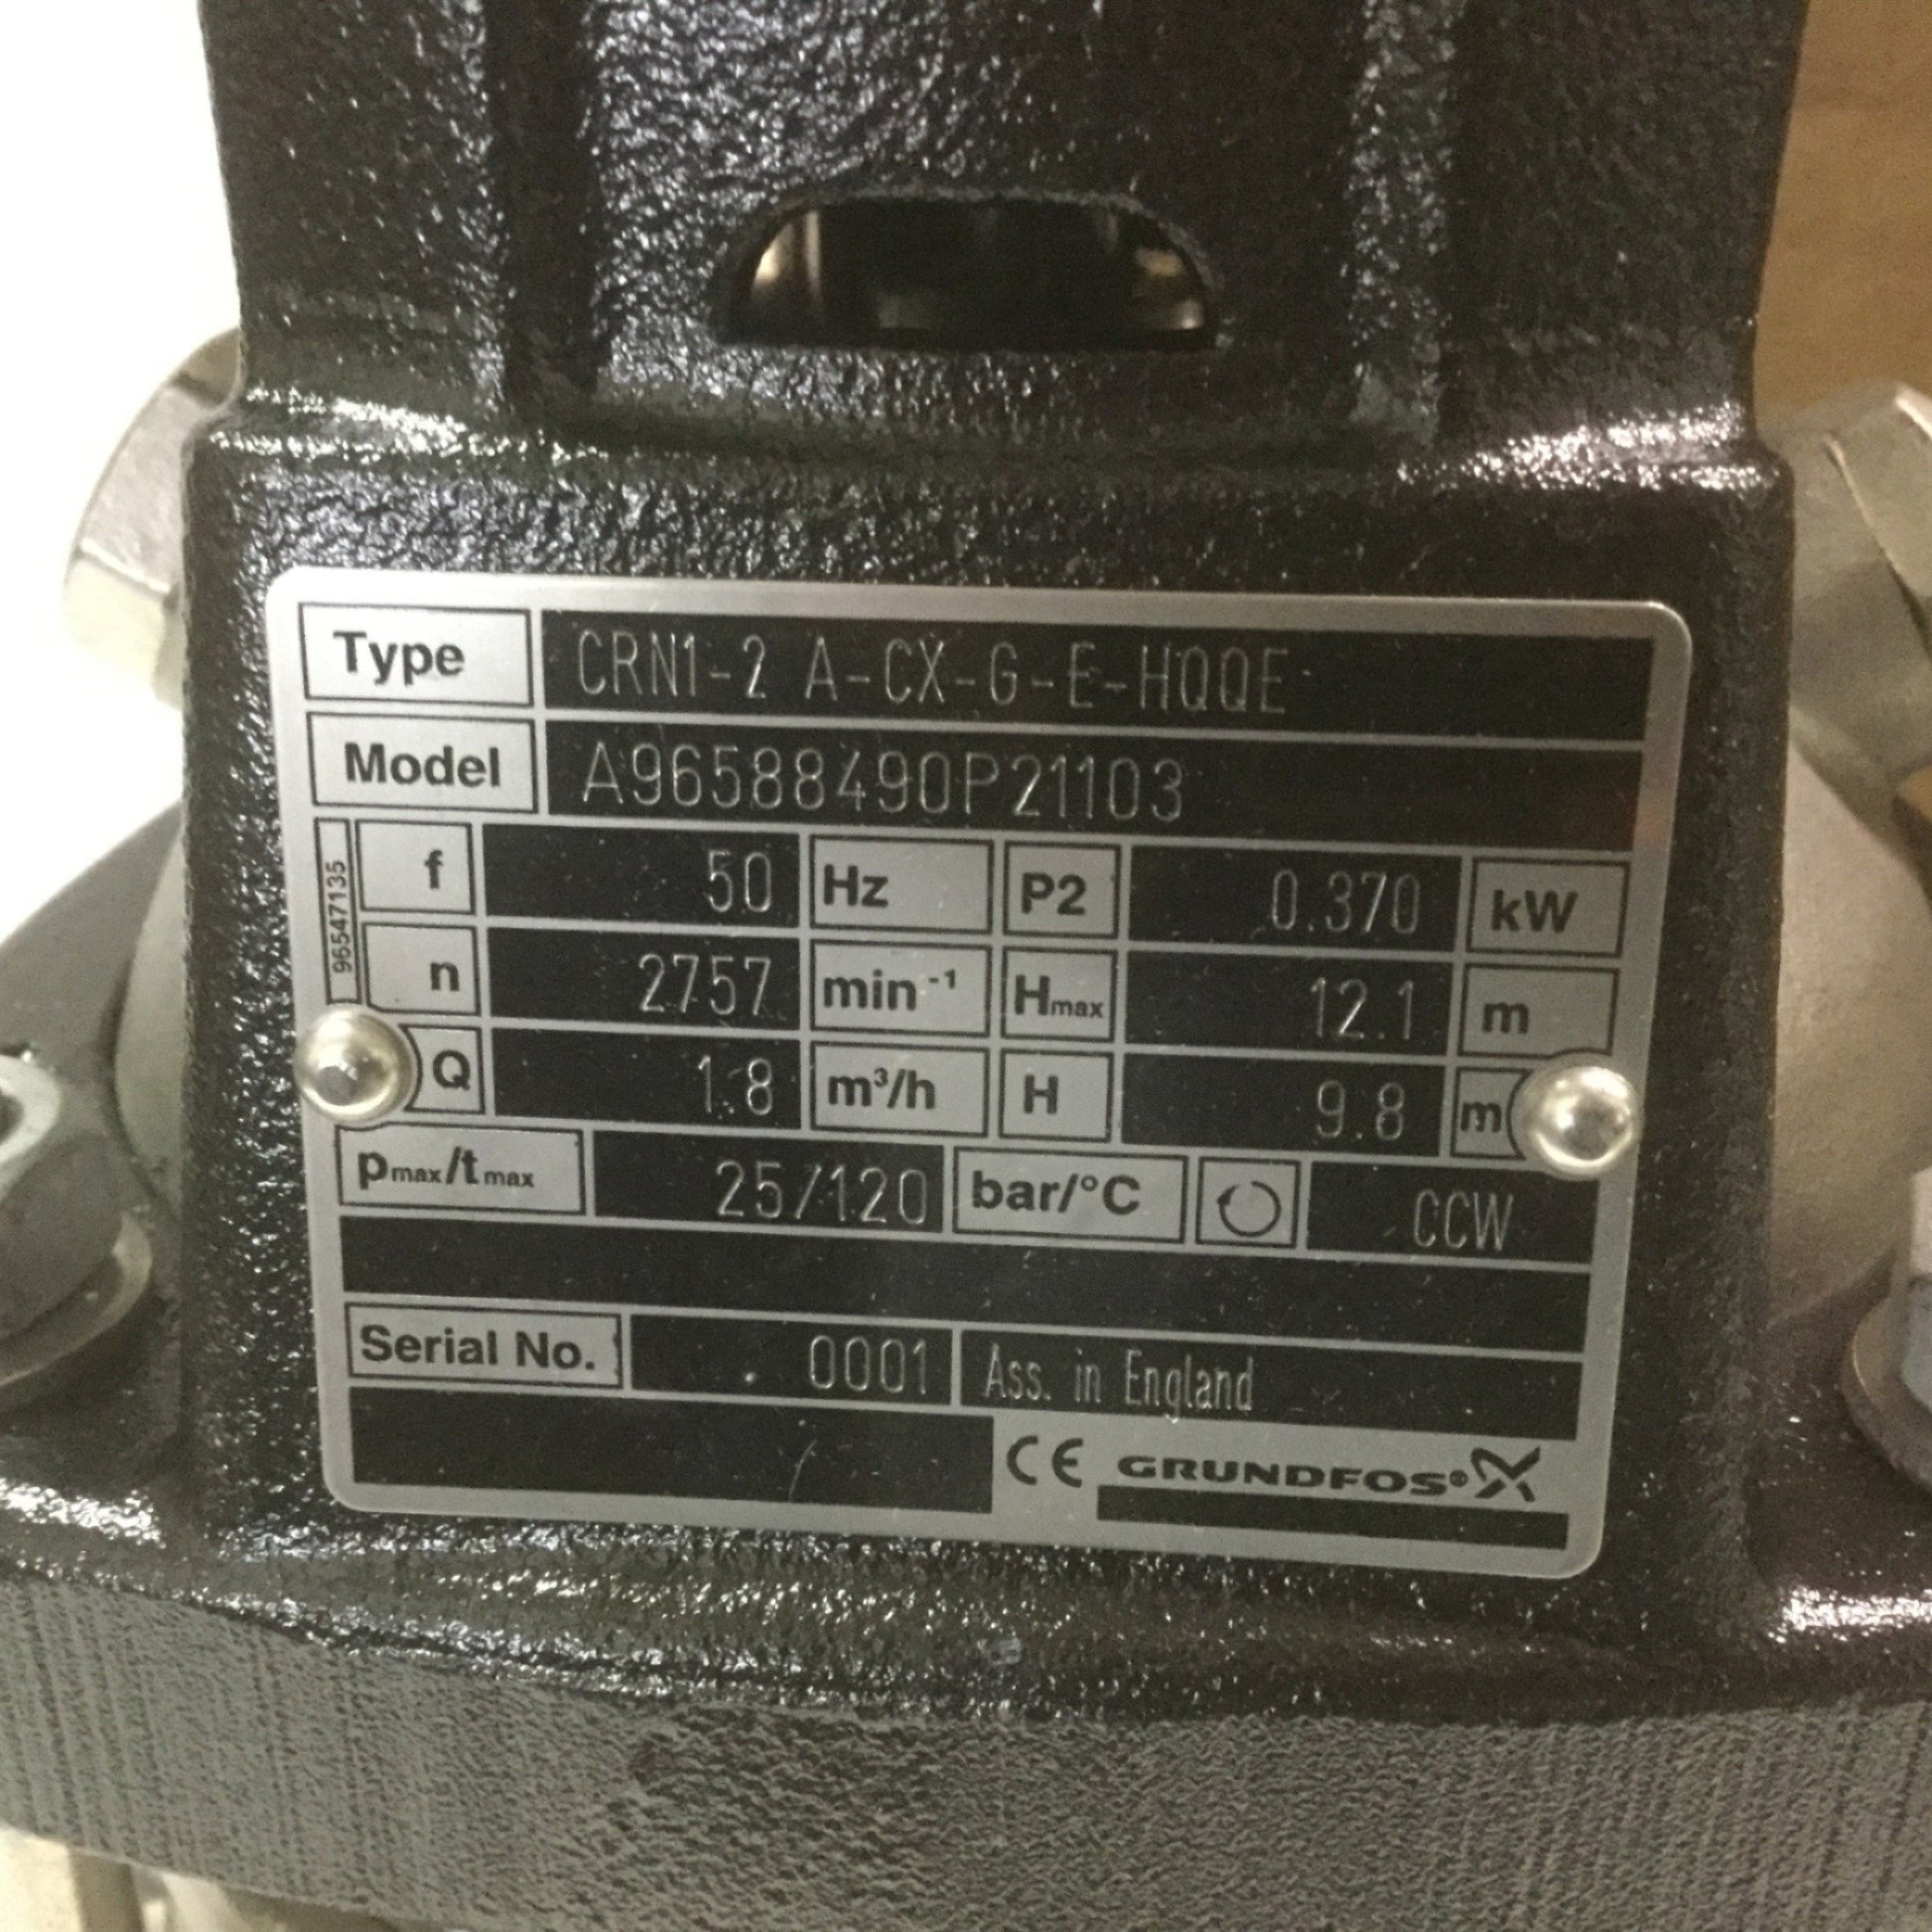 Type CRN1-2 A-CX-G-E-HQQE
Model A96588490P21103
96547135
f 50 Hz P2 0.370 kW
n 2757 min⁻¹ Hmax 12.1 m
Q 1.8 m³/h H 9.8 m
pmax/tmax 25/120 bar/°C CCW
Serial No. 0001 Ass. in England
CE GRUNDFOS®